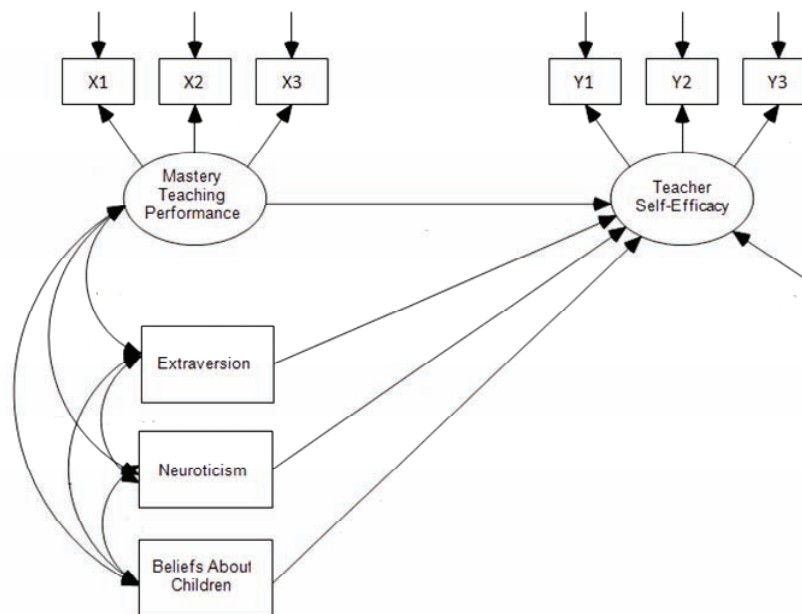 X1
X2
X3
Y1
Y2
Y3
Mastery
Teaching
Performance
Teacher
Self-Efficacy
Extraversion
Neuroticism
Beliefs About
Children